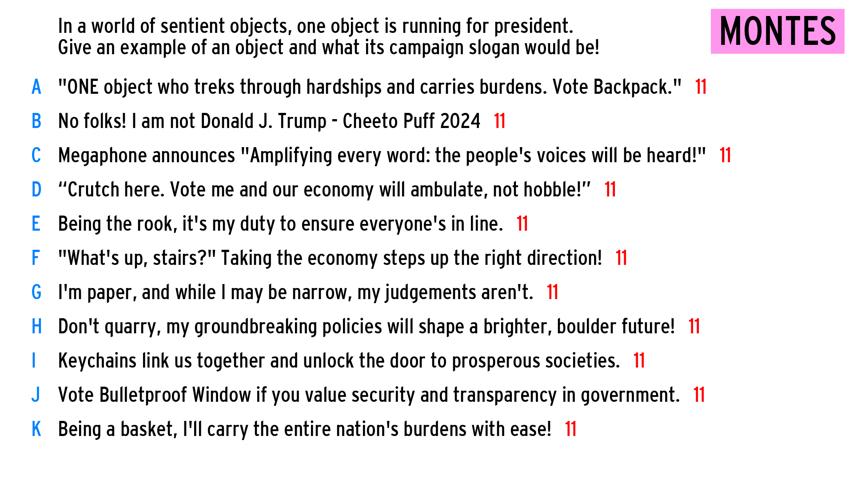 In a world of sentient objects, one object is running for president.
Give an example of an object and what its campaign slogan would be!
MONTES
A "ONE object who treks through hardships and carries burdens. Vote Backpack." 11
B No folks! I am not Donald J. Trump - Cheeto Puff 2024 11
C Megaphone announces "Amplifying every word: the people's voices will be heard!" 11
D “Crutch here. Vote me and our economy will ambulate, not hobble!” 11
E Being the rook, it's my duty to ensure everyone's in line. 11
F "What's up, stairs?" Taking the economy steps up the right direction! 11
G I'm paper, and while I may be narrow, my judgements aren't. 11
H Don't quarry, my groundbreaking policies will shape a brighter, boulder future! 11
I Keychains link us together and unlock the door to prosperous societies. 11
J Vote Bulletproof Window if you value security and transparency in government. 11
K Being a basket, I'll carry the entire nation's burdens with ease! 11